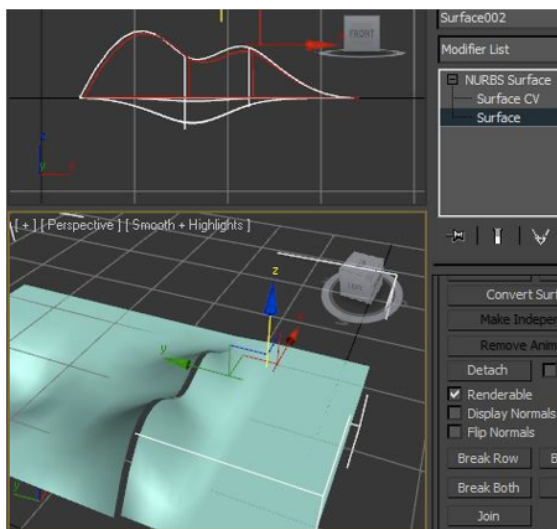 Surface002
FRONT
Modifier List
NURBS Surface
Surface CV
Surface
z
x
[ + ] [ Perspective ] [ Smooth + Highlights ]
z
y
y
Convert Surf
Make Indeper
Remove Anim
Detach
Renderable
Display Normals
Flip Normals
Break Row
B
Break Both
Join